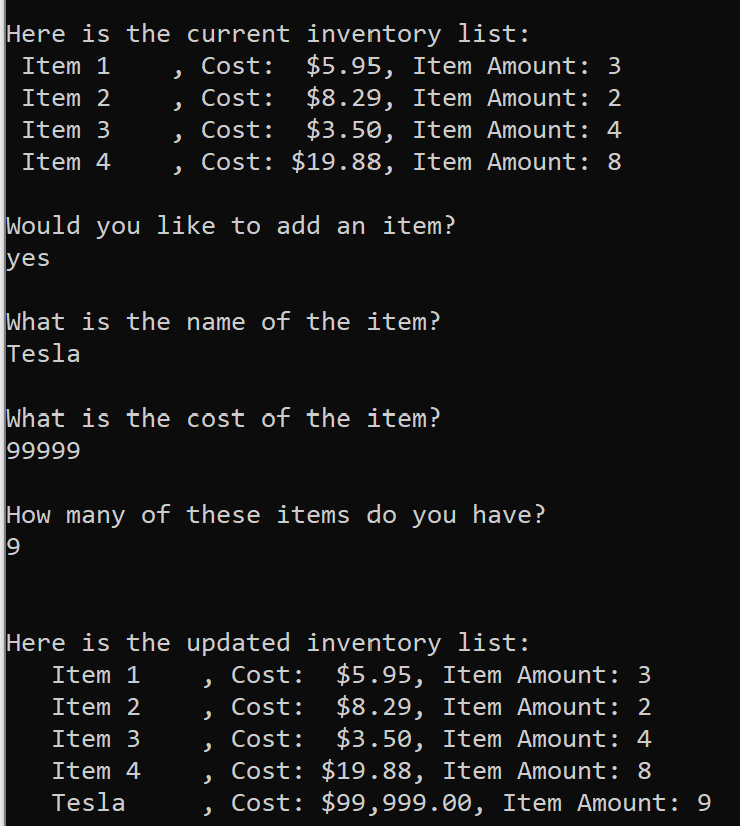 Here is the current inventory list:
 Item 1    , Cost:  $5.95, Item Amount: 3
 Item 2    , Cost:  $8.29, Item Amount: 2
 Item 3    , Cost:  $3.50, Item Amount: 4
 Item 4    , Cost: $19.88, Item Amount: 8

Would you like to add an item?
yes

What is the name of the item?
Tesla

What is the cost of the item?
99999

How many of these items do you have?
9


Here is the updated inventory list:
   Item 1    , Cost:  $5.95, Item Amount: 3
   Item 2    , Cost:  $8.29, Item Amount: 2
   Item 3    , Cost:  $3.50, Item Amount: 4
   Item 4    , Cost: $19.88, Item Amount: 8
   Tesla     , Cost: $99,999.00, Item Amount: 9